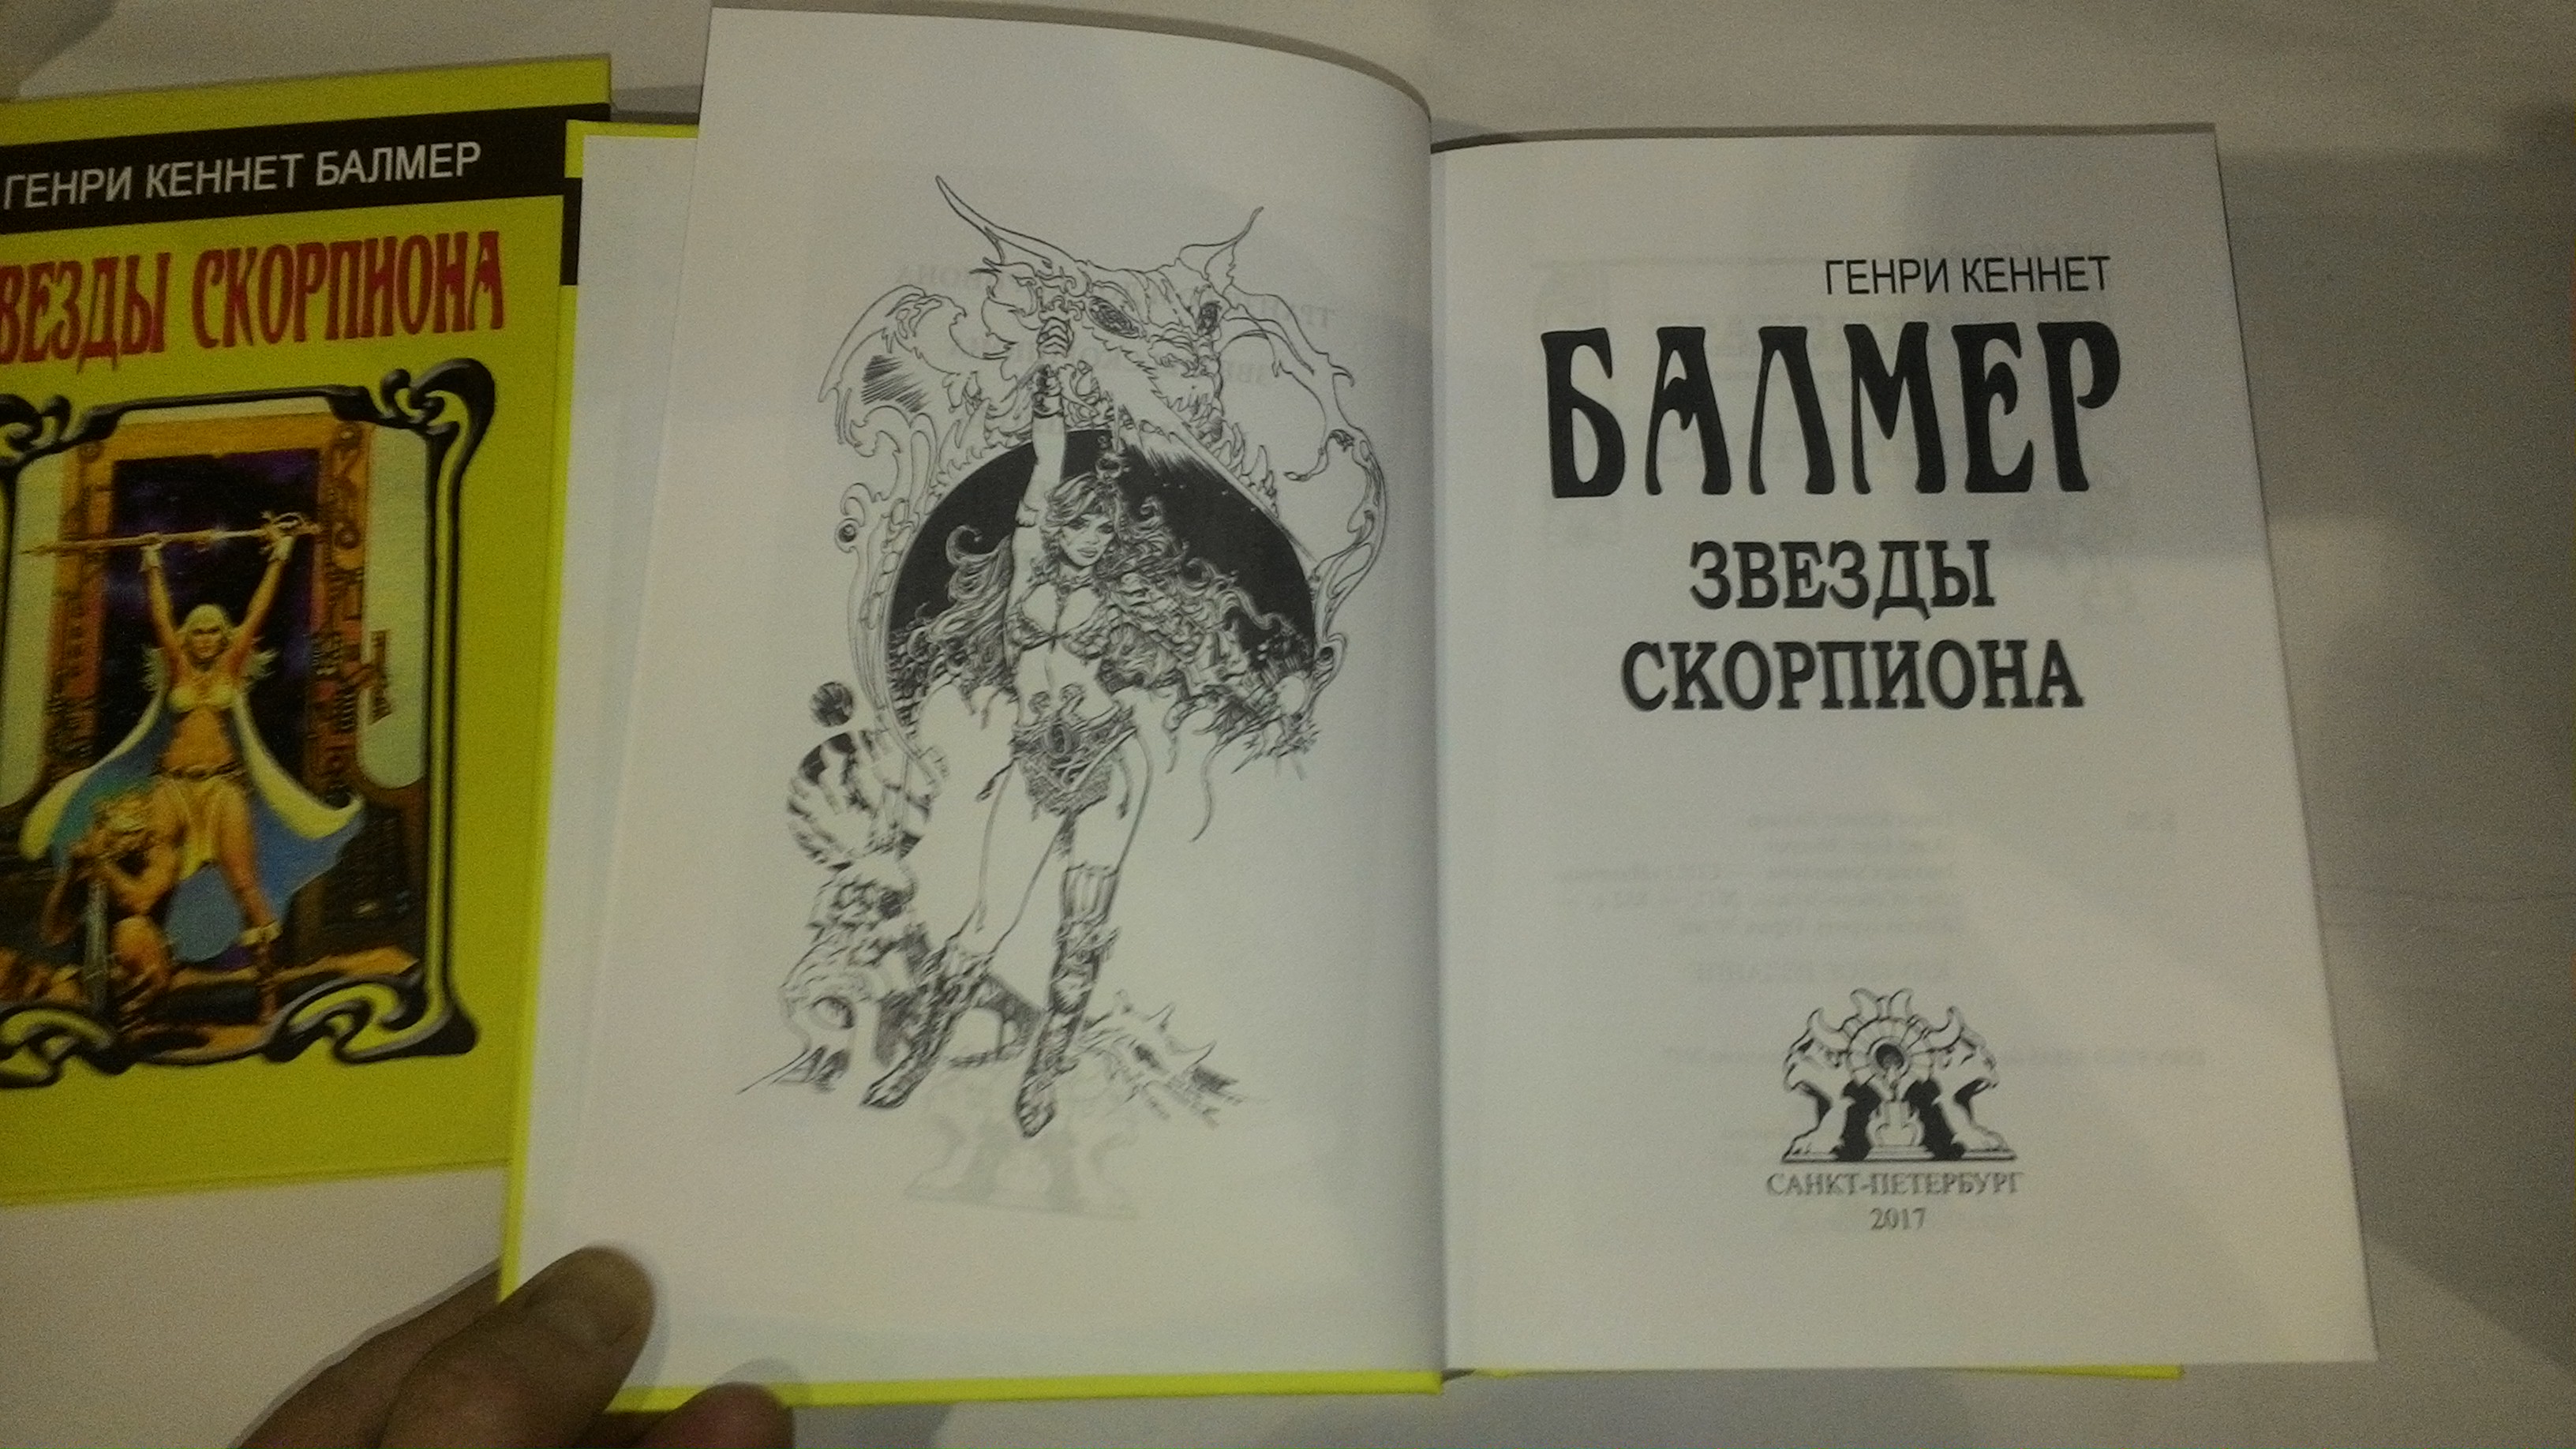 ГЕНРИ КЕННЕТ БАЛМЕР
ВЕЗДЫ СКОРПИОНА
ГЕНРИ КЕННЕТ
БАЛМЕР
ЗВЕЗДЫ
СКОРПИОНА
САНКТ-ПЕТЕРБУРГ
2017